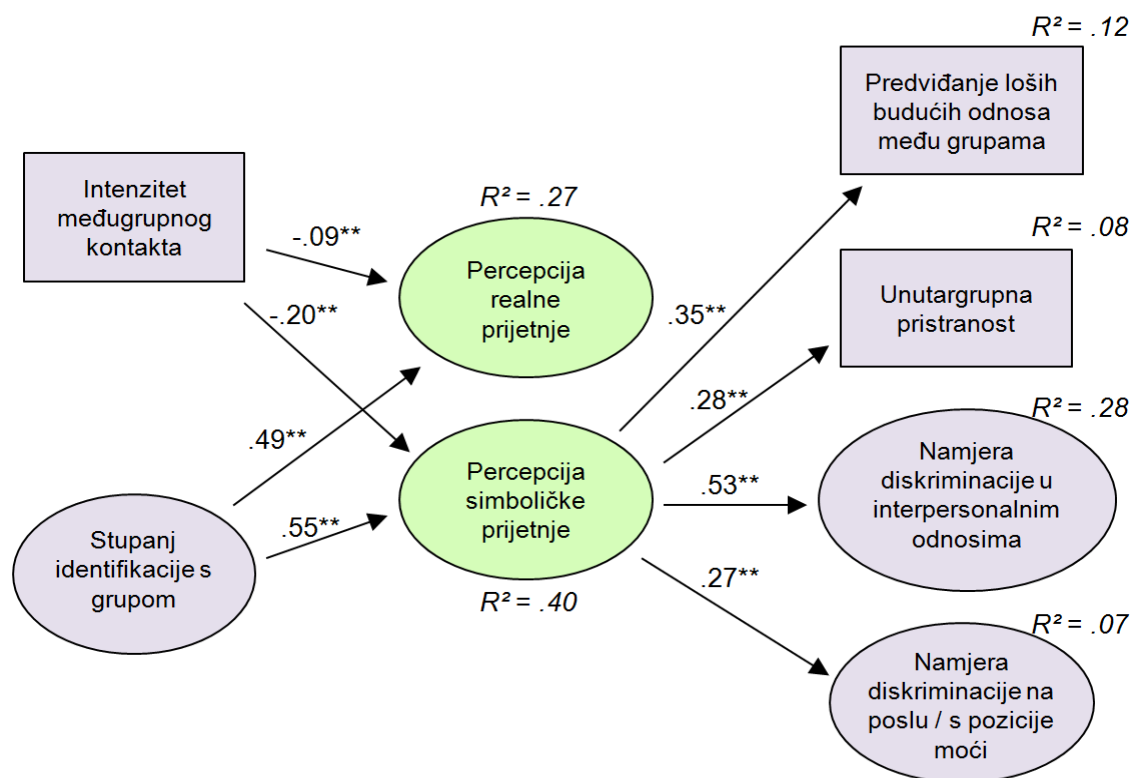 R² = .12
Predviđanje loših
budućih odnosa
među grupama
Intenzitet
međugrupnog
kontakta
R² = .27
-.09**
Percepcija
realne
prijetnje
-.20**
.35**
R² = .08
Unutargrupna
pristranost
.28**
.49**
Stupanj
identifikacije s
grupom
.55**
Percepcija
simboličke
prijetnje
R² = .40
.53**
R² = .28
Namjera
diskriminacije u
interpersonalnim
odnosima
.27**
R² = .07
Namjera
diskriminacije na
poslu / s pozicije
moći